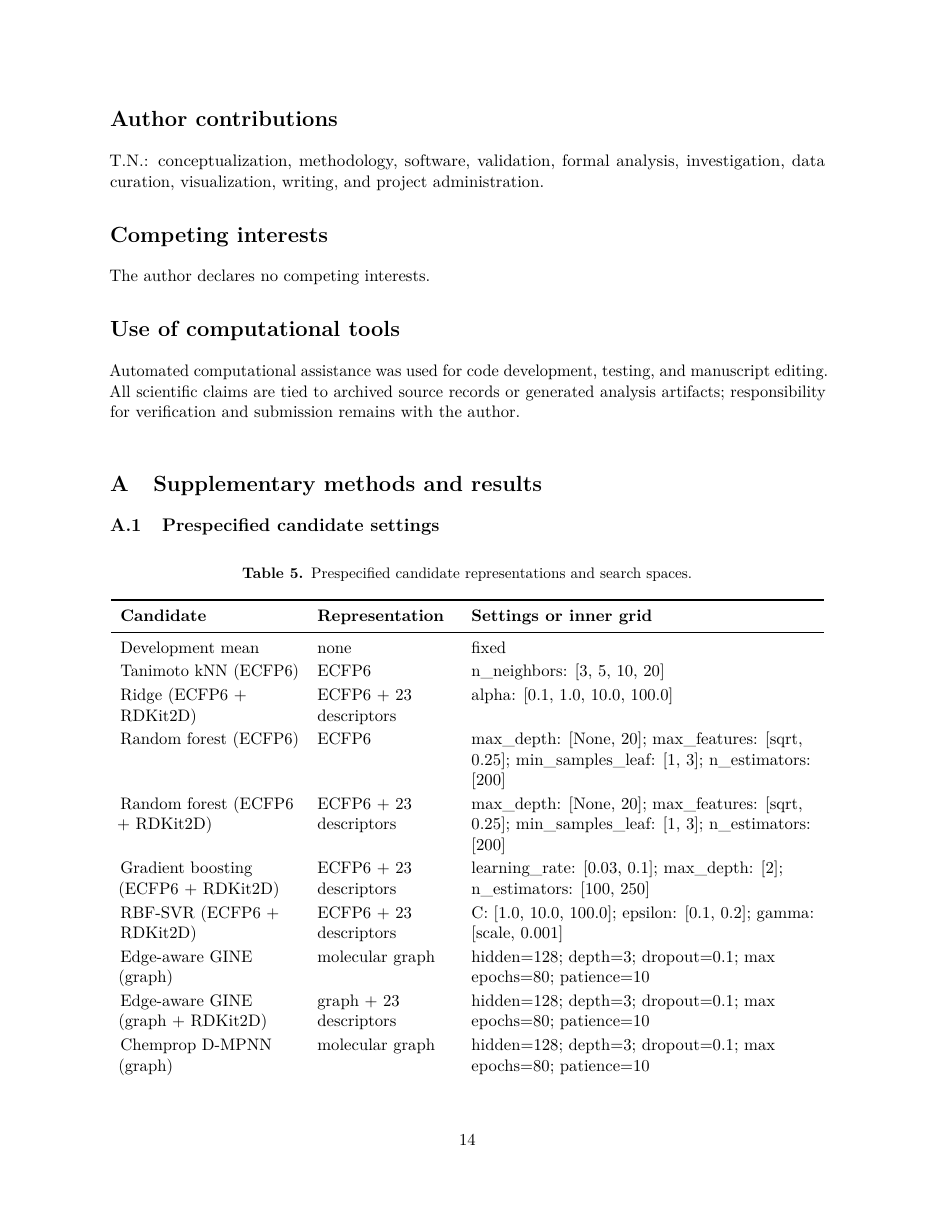 Author contributions
T.N.: conceptualization, methodology, software, validation, formal analysis, investigation, data
curation, visualization, writing, and project administration.
Competing interests
The author declares no competing interests.
Use of computational tools
Automated computational assistance was used for code development, testing, and manuscript editing.
All scientific claims are tied to archived source records or generated analysis artifacts; responsibility
for verification and submission remains with the author.
A Supplementary methods and results
A.1 Prespecified candidate settings
Table 5. Prespecified candidate representations and search spaces.
Candidate Representation Settings or inner grid
Development mean none fixed
Tanimoto kNN (ECFP6) ECFP6 n_neighbors: [3, 5, 10, 20]
Ridge (ECFP6 + ECFP6 + 23 alpha: [0.1, 1.0, 10.0, 100.0]
RDKit2D) descriptors
Random forest (ECFP6) ECFP6 max_depth: [None, 20]; max_features: [sqrt,
0.25]; min_samples_leaf: [1, 3]; n_estimators:
[200]
Random forest (ECFP6 ECFP6 + 23 max_depth: [None, 20]; max_features: [sqrt,
+ RDKit2D) descriptors 0.25]; min_samples_leaf: [1, 3]; n_estimators:
[200]
Gradient boosting ECFP6 + 23 learning_rate: [0.03, 0.1]; max_depth: [2];
(ECFP6 + RDKit2D) descriptors n_estimators: [100, 250]
RBF-SVR (ECFP6 + ECFP6 + 23 C: [1.0, 10.0, 100.0]; epsilon: [0.1, 0.2]; gamma:
RDKit2D) descriptors [scale, 0.001]
Edge-aware GINE molecular graph hidden=128; depth=3; dropout=0.1; max
(graph) epochs=80; patience=10
Edge-aware GINE graph + 23 hidden=128; depth=3; dropout=0.1; max
(graph + RDKit2D) descriptors epochs=80; patience=10
Chemprop D-MPNN molecular graph hidden=128; depth=3; dropout=0.1; max
(graph) epochs=80; patience=10
14